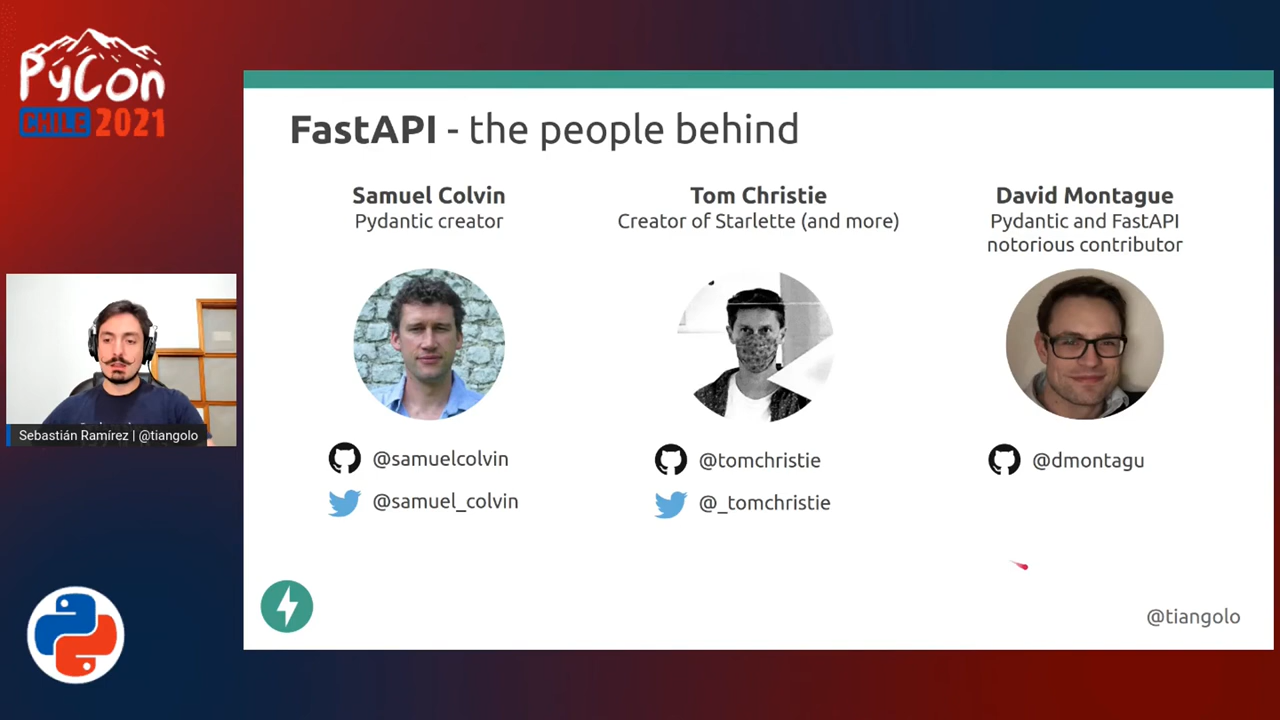 PyCon
CHILE 2021
FastAPI - the people behind
Samuel Colvin
Pydantic creator
Tom Christie
Creator of Starlette (and more)
David Montague
Pydantic and FastAPI
notorious contributor
@samuelcolvin
@samuel_colvin
@tomchristie
@_tomchristie
@dmontagu
Sebastián Ramírez | @tiangolo
@tiangolo